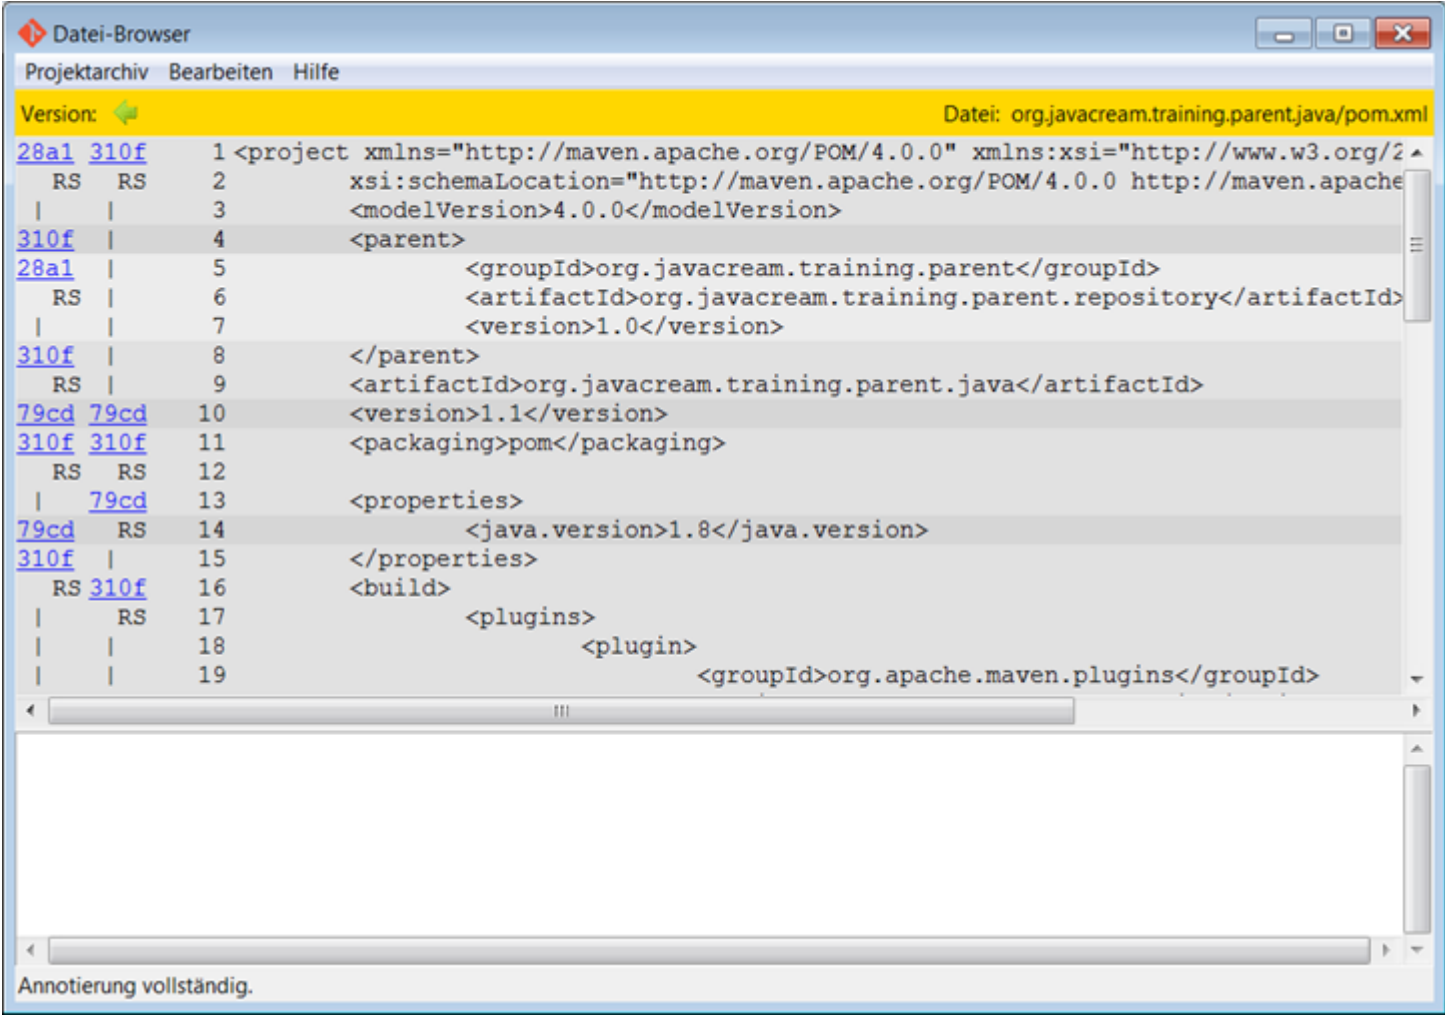 Datei-Browser
Projektarchiv Bearbeiten Hilfe
Version: Datei: org.javacream.training.parent.java/pom.xml
28a1 310f 1 <project xmlns="http://maven.apache.org/POM/4.0.0" xmlns:xsi="http://www.w3.org/2
RS RS 2 xsi:schemaLocation="http://maven.apache.org/POM/4.0.0 http://maven.apache
| | 3 <modelVersion>4.0.0</modelVersion>
310f | 4 <parent>
28a1 | 5 <groupId>org.javacream.training.parent</groupId>
RS | 6 <artifactId>org.javacream.training.parent.repository</artifactId>
| | 7 <version>1.0</version>
310f | 8 </parent>
RS | 9 <artifactId>org.javacream.training.parent.java</artifactId>
79cd 79cd 10 <version>1.1</version>
310f 310f 11 <packaging>pom</packaging>
RS RS 12
| 79cd 13 <properties>
79cd RS 14 <java.version>1.8</java.version>
310f | 15 </properties>
RS 310f 16 <build>
| RS 17 <plugins>
| | 18 <plugin>
| | 19 <groupId>org.apache.maven.plugins</groupId>
Annotierung vollständig.